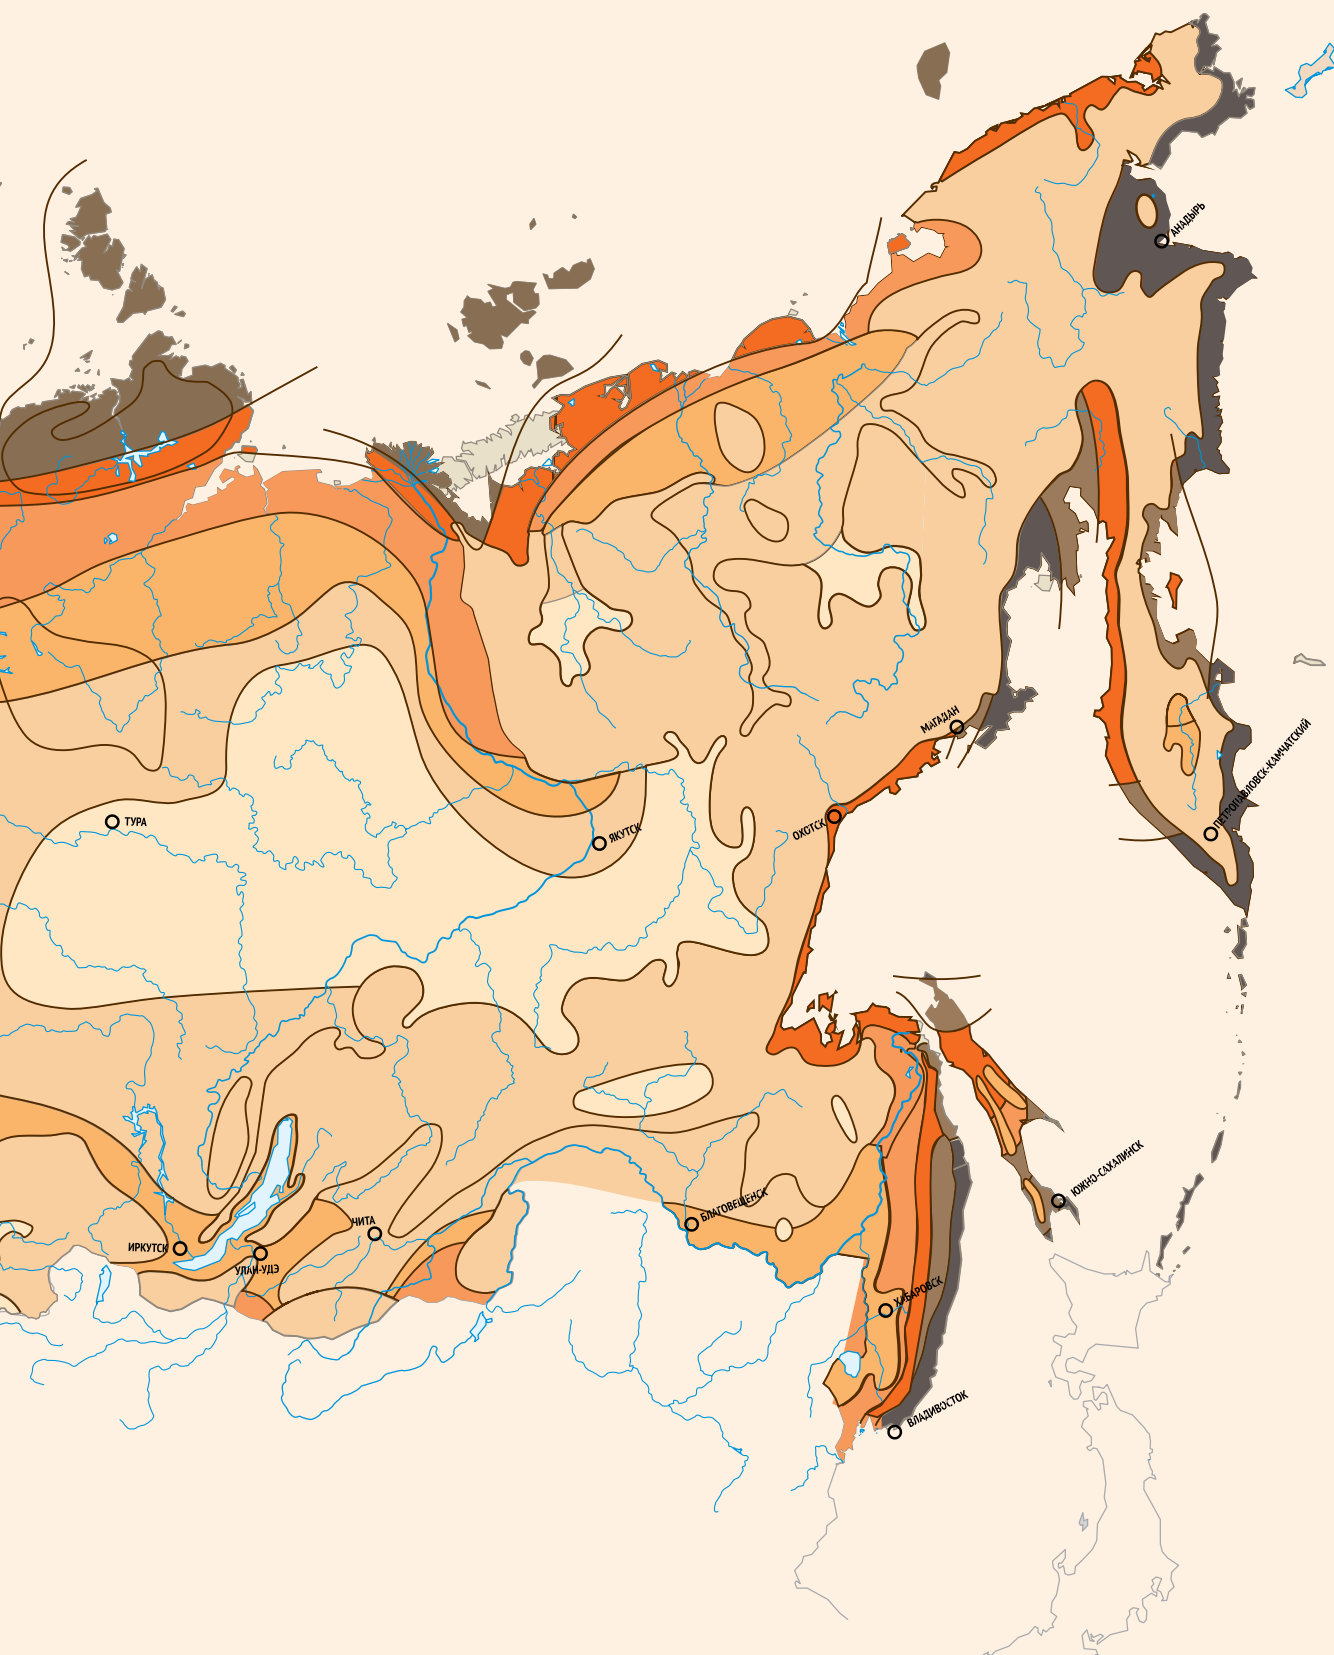 АНАДЫРЬ
МАГАДАН
ПЕТРОПАВЛОВСК-КАМЧАТСКИЙ
ОХОТСК
ТУРА
ЯКУТСК
ЮЖНО-САХАЛИНСК
БЛАГОВЕЩЕНСК
ЧИТА
ИРКУТСК
УЛАН-УДЭ
ХАБАРОВСК
ВЛАДИВОСТОК